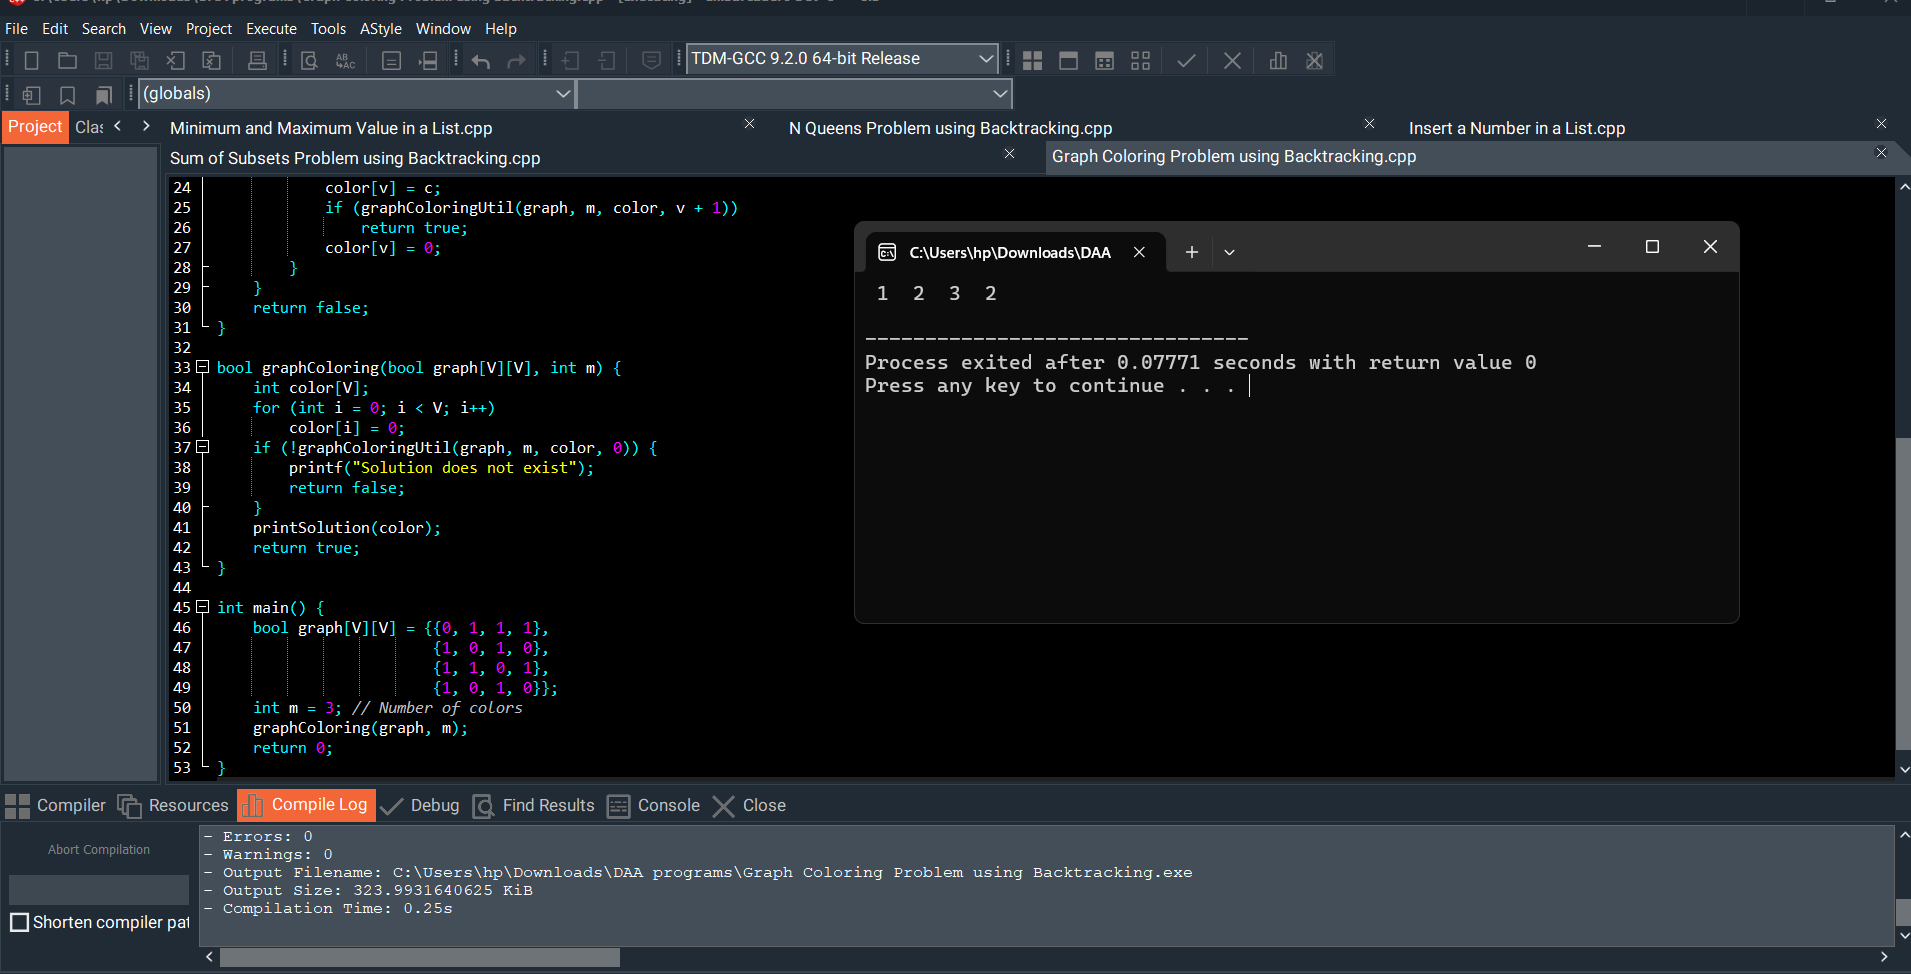 File Edit Search View Project Execute Tools AStyle Window Help
TDM-GCC 9.2.0 64-bit Release
(globals)
Project Clas
Minimum and Maximum Value in a List.cpp
N Queens Problem using Backtracking.cpp
Insert a Number in a List.cpp
Sum of Subsets Problem using Backtracking.cpp
Graph Coloring Problem using Backtracking.cpp
24 color[v] = c;
25 if (graphColoringUtil(graph, m, color, v + 1))
26 return true;
27 color[v] = 0;
28 }
29 }
30 return false;
31 }
32
33 bool graphColoring(bool graph[V][V], int m) {
34 int color[V];
35 for (int i = 0; i < V; i++)
36 color[i] = 0;
37 if (!graphColoringUtil(graph, m, color, 0)) {
38 printf("Solution does not exist");
39 return false;
40 }
41 printSolution(color);
42 return true;
43 }
44
45 int main() {
46 bool graph[V][V] = {{0, 1, 1, 1},
47 {1, 0, 1, 0},
48 {1, 1, 0, 1},
49 {1, 0, 1, 0}};
50 int m = 3; // Number of colors
51 graphColoring(graph, m);
52 return 0;
53 }
C:\Users\hp\Downloads\DAA
1 2 3 2
--------------------------------
Process exited after 0.07771 seconds with return value 0
Press any key to continue . . .
Compiler Resources Compile Log Debug Find Results Console Close
Abort Compilation
Shorten compiler pat
- Errors: 0
- Warnings: 0
- Output Filename: C:\Users\hp\Downloads\DAA programs\Graph Coloring Problem using Backtracking.exe
- Output Size: 323.9931640625 KiB
- Compilation Time: 0.25s